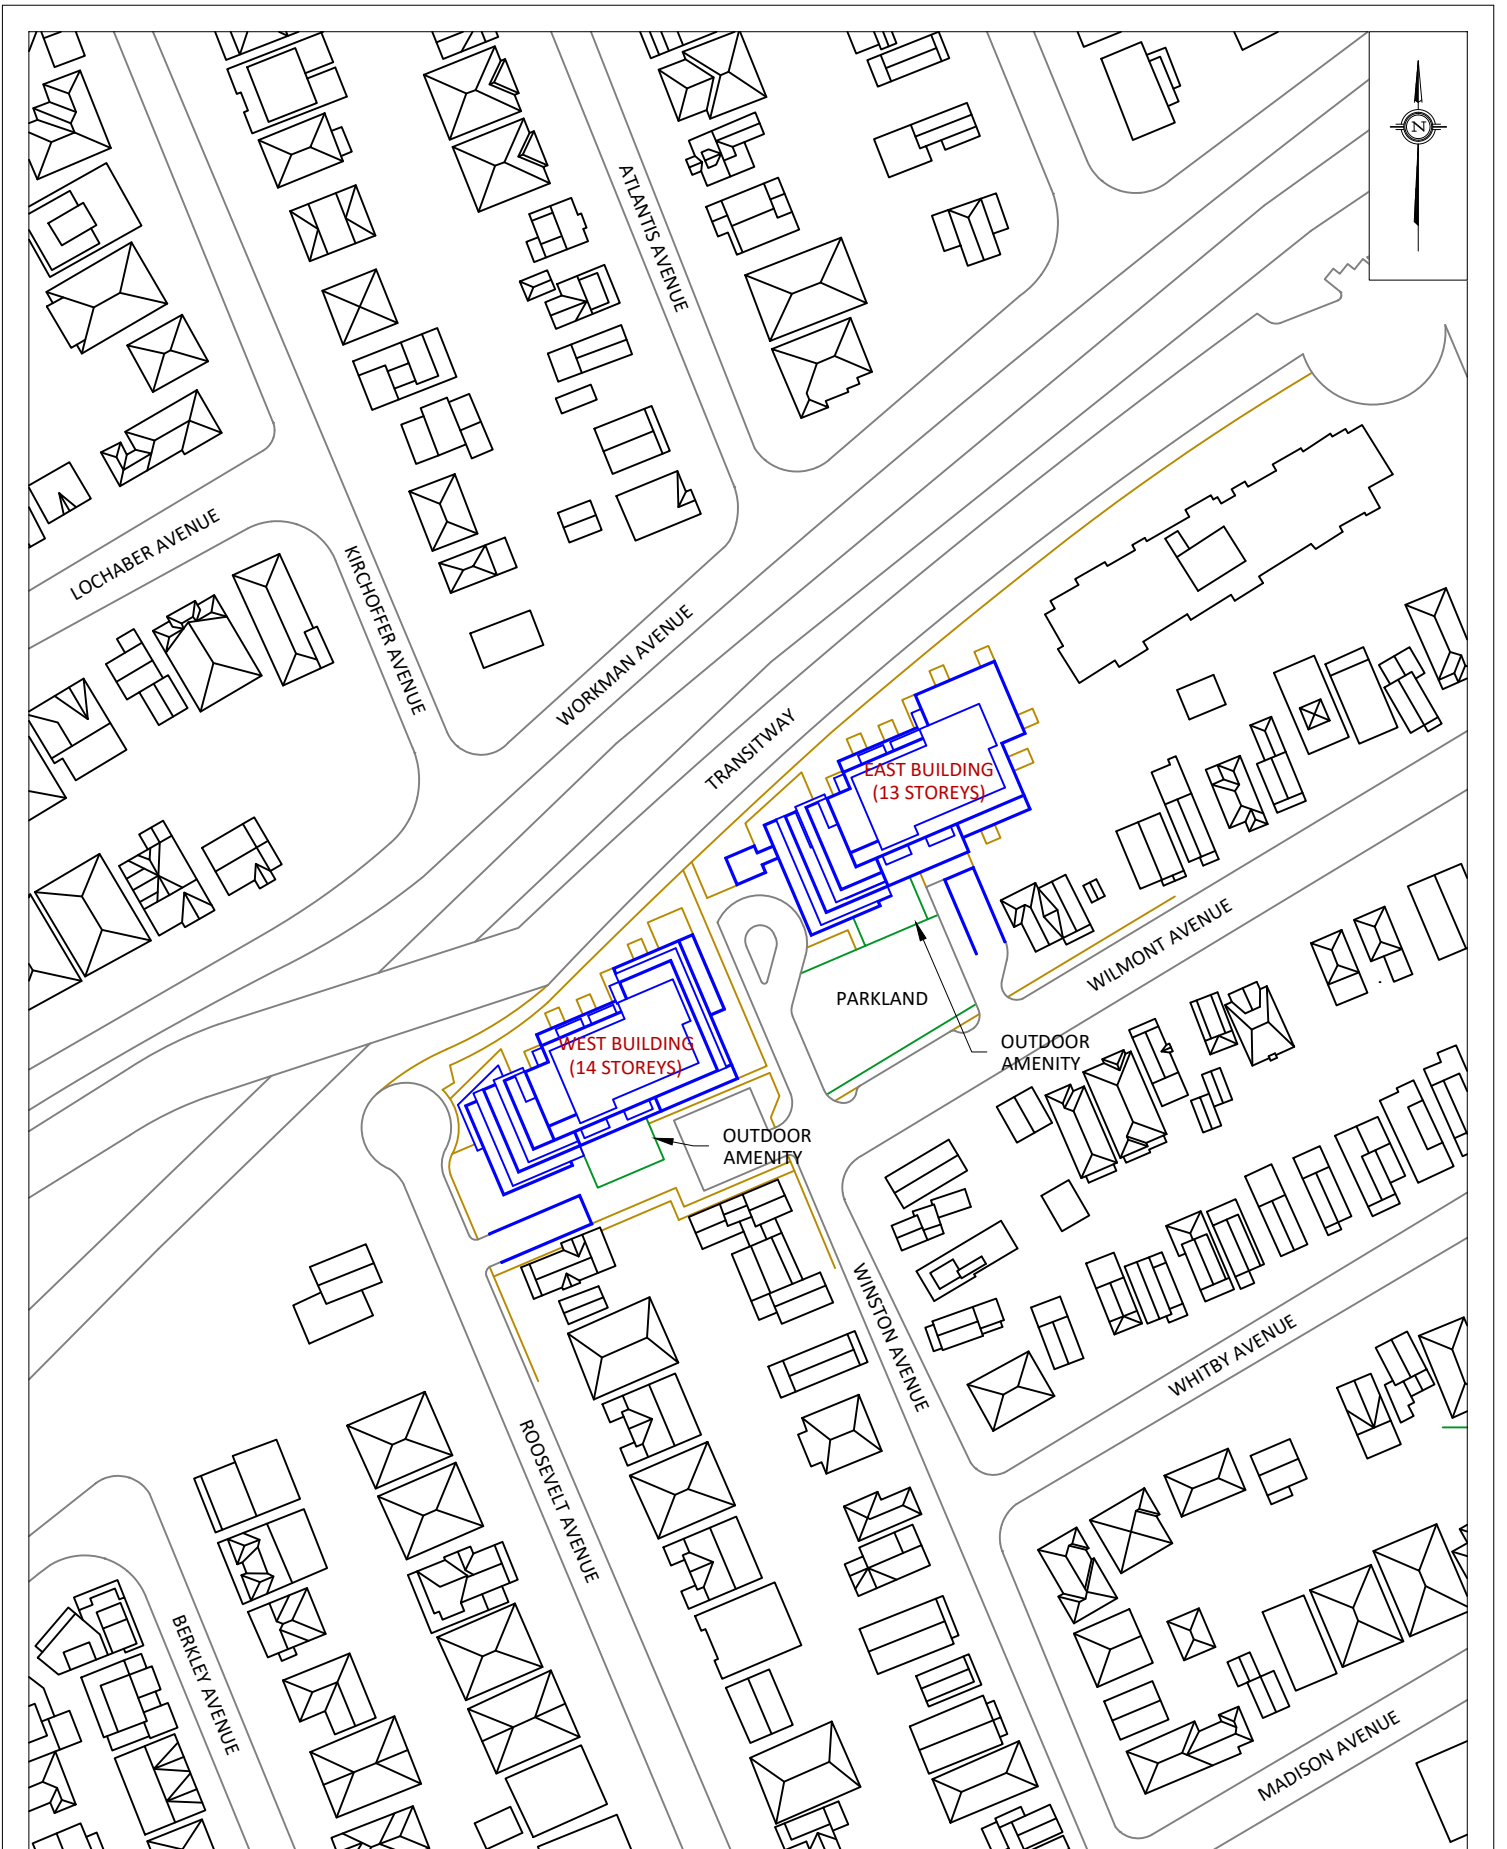 N
ATLANTIS AVENUE
LOCHABER AVENUE
KIRCHOFFER AVENUE
WORKMAN AVENUE
TRANSITWAY
EAST BUILDING
(13 STOREYS)
WILMONT AVENUE
PARKLAND
OUTDOOR
AMENITY
WEST BUILDING
(14 STOREYS)
OUTDOOR
AMENITY
WINSTON AVENUE
WHITBY AVENUE
ROOSEVELT AVENUE
BERKLEY AVENUE
MADISON AVENUE